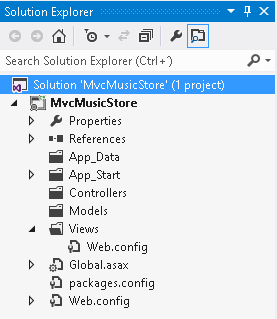 Solution Explorer
Search Solution Explorer (Ctrl+´)
Solution 'MvcMusicStore' (1 project)
MvcMusicStore
Properties
References
App_Data
App_Start
Controllers
Models
Views
Web.config
Global.asax
packages.config
Web.config